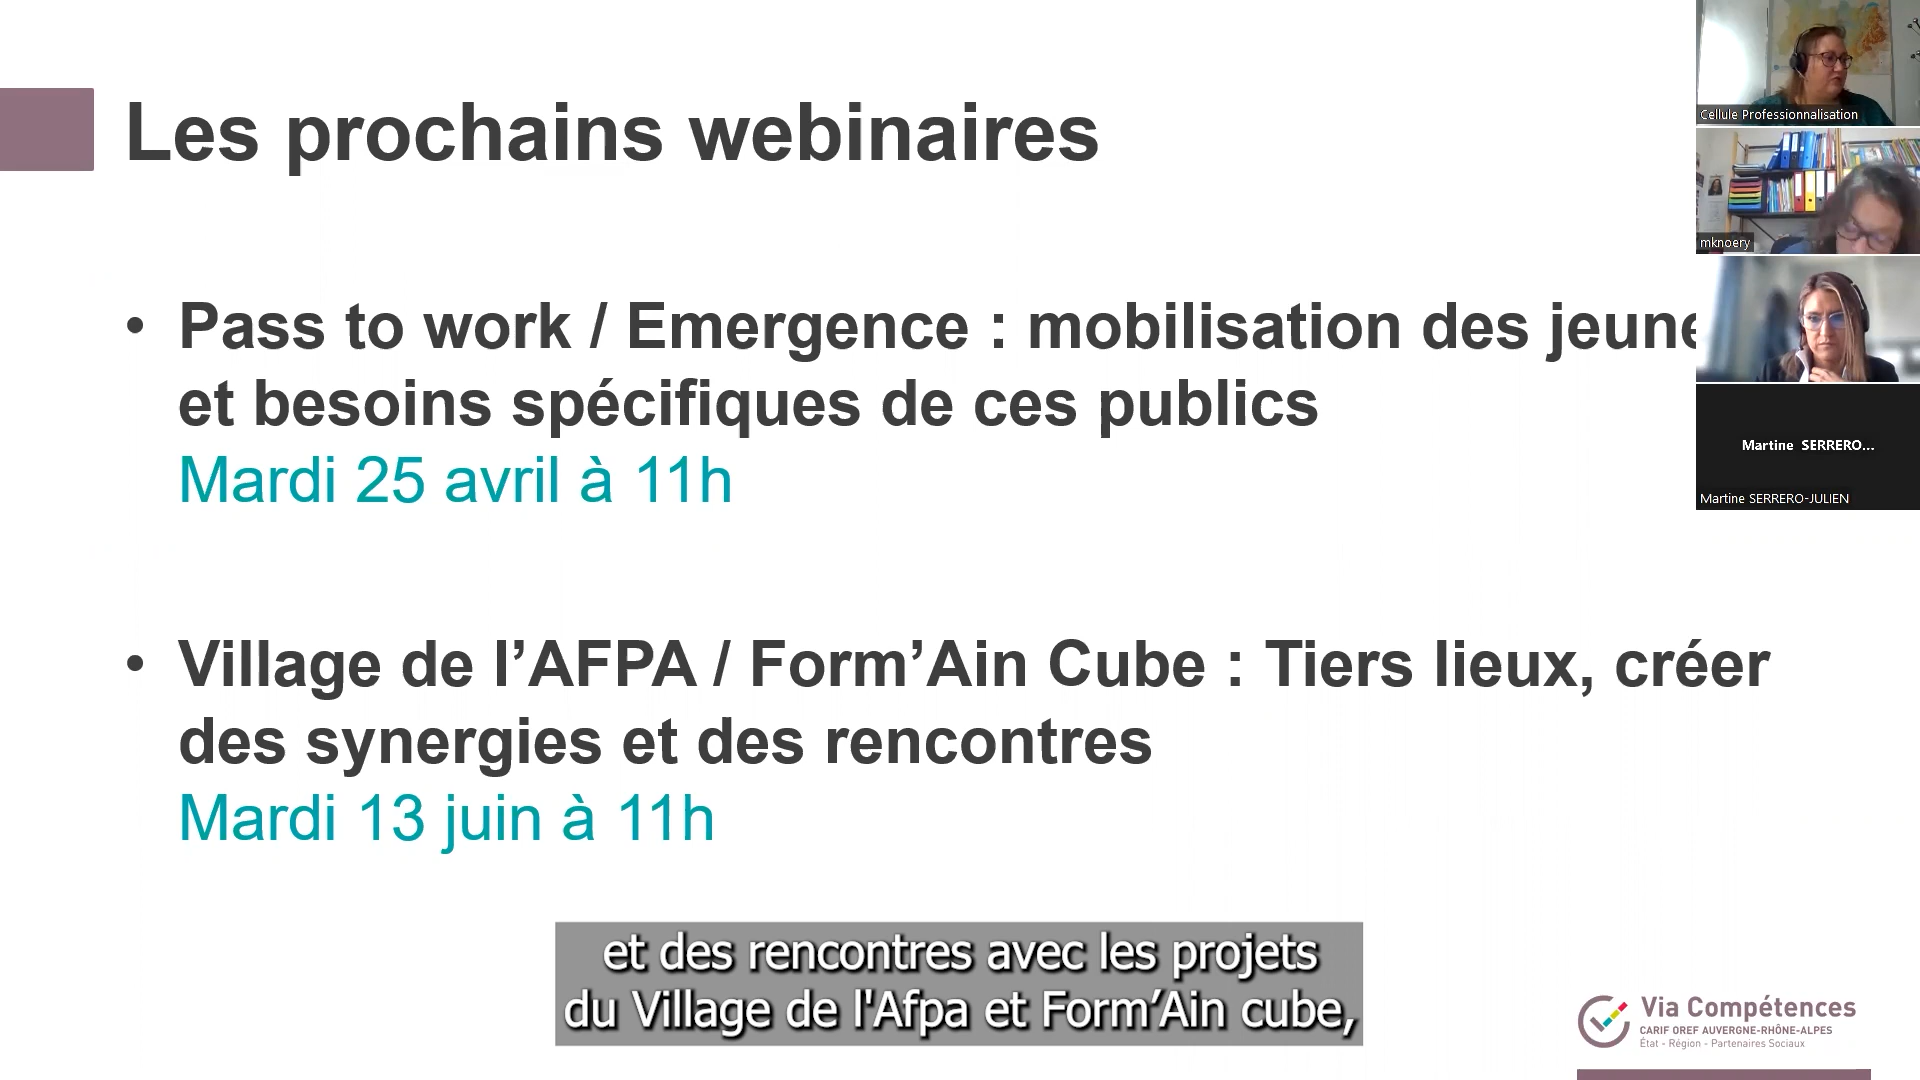 Les prochains webinaires
• Pass to work / Emergence : mobilisation des jeune
et besoins spécifiques de ces publics
Mardi 25 avril à 11h
• Village de l’AFPA / Form’Ain Cube : Tiers lieux, créer
des synergies et des rencontres
Mardi 13 juin à 11h
et des rencontres avec les projets
du Village de l'Afpa et Form’Ain cube,
Cellule Professionnalisation
mknoery
Martine SERRERO...
Martine SERRERO-JULIEN
Via Compétences
CARIF OREF AUVERGNE-RHÔNE-ALPES
État - Région - Partenaires Sociaux